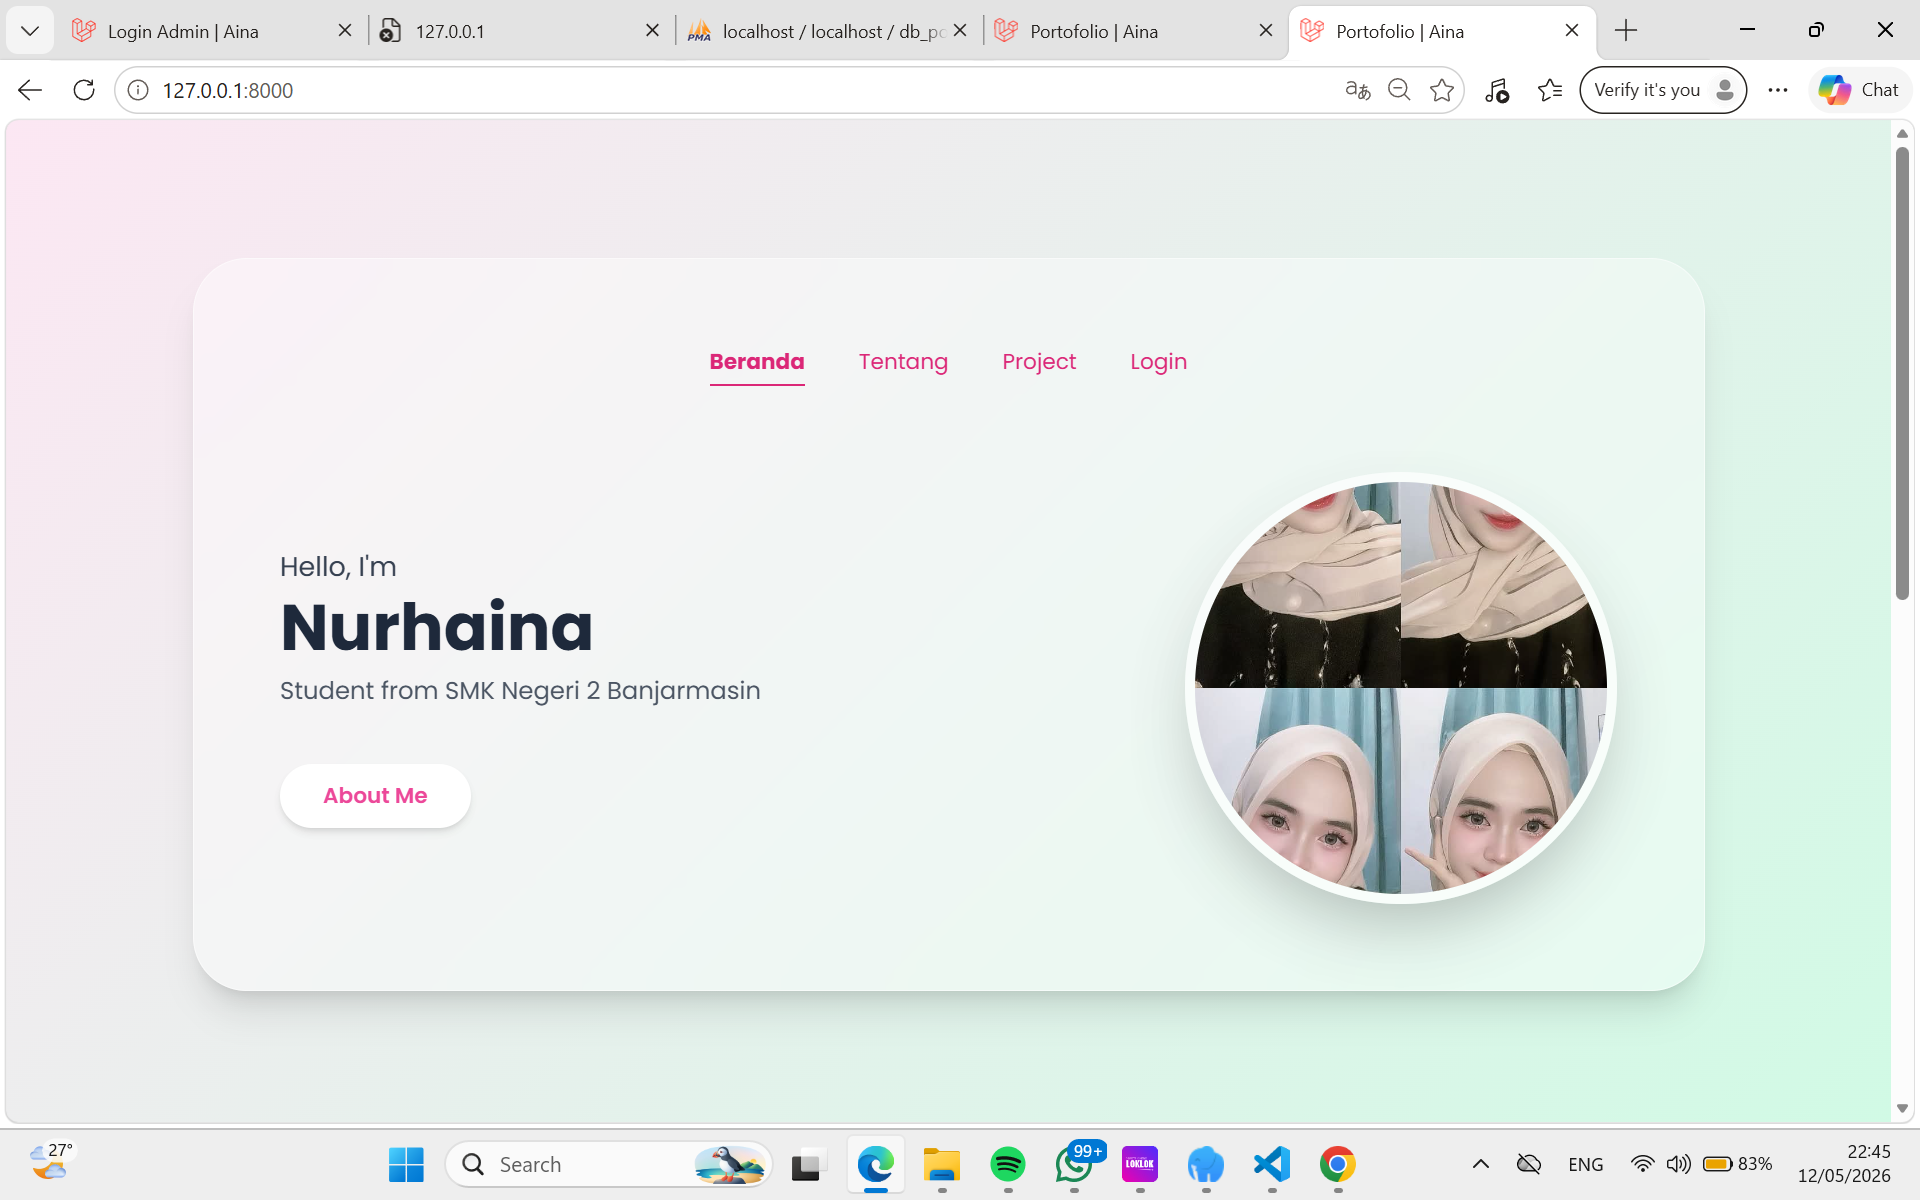 Login Admin | Aina
127.0.0.1
localhost / localhost / db_po
Portofolio | Aina
Portofolio | Aina
127.0.0.1:8000
Verify it's you
Chat
Beranda
Tentang
Project
Login
Hello, I'm
Nurhaina
Student from SMK Negeri 2 Banjarmasin
About Me
27°
Search
99+
LOKLOK
ENG
83%
22:45
12/05/2026